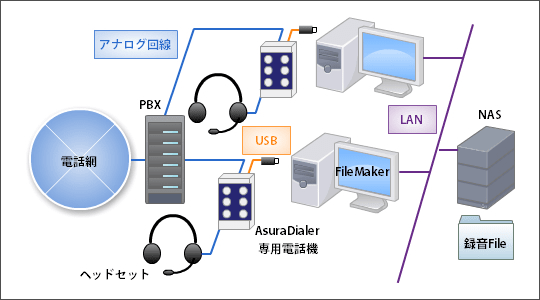 アナログ回線
PBX
電話網
USB
LAN
NAS
FileMaker
AsuraDialer
専用電話機
ヘッドセット
録音File